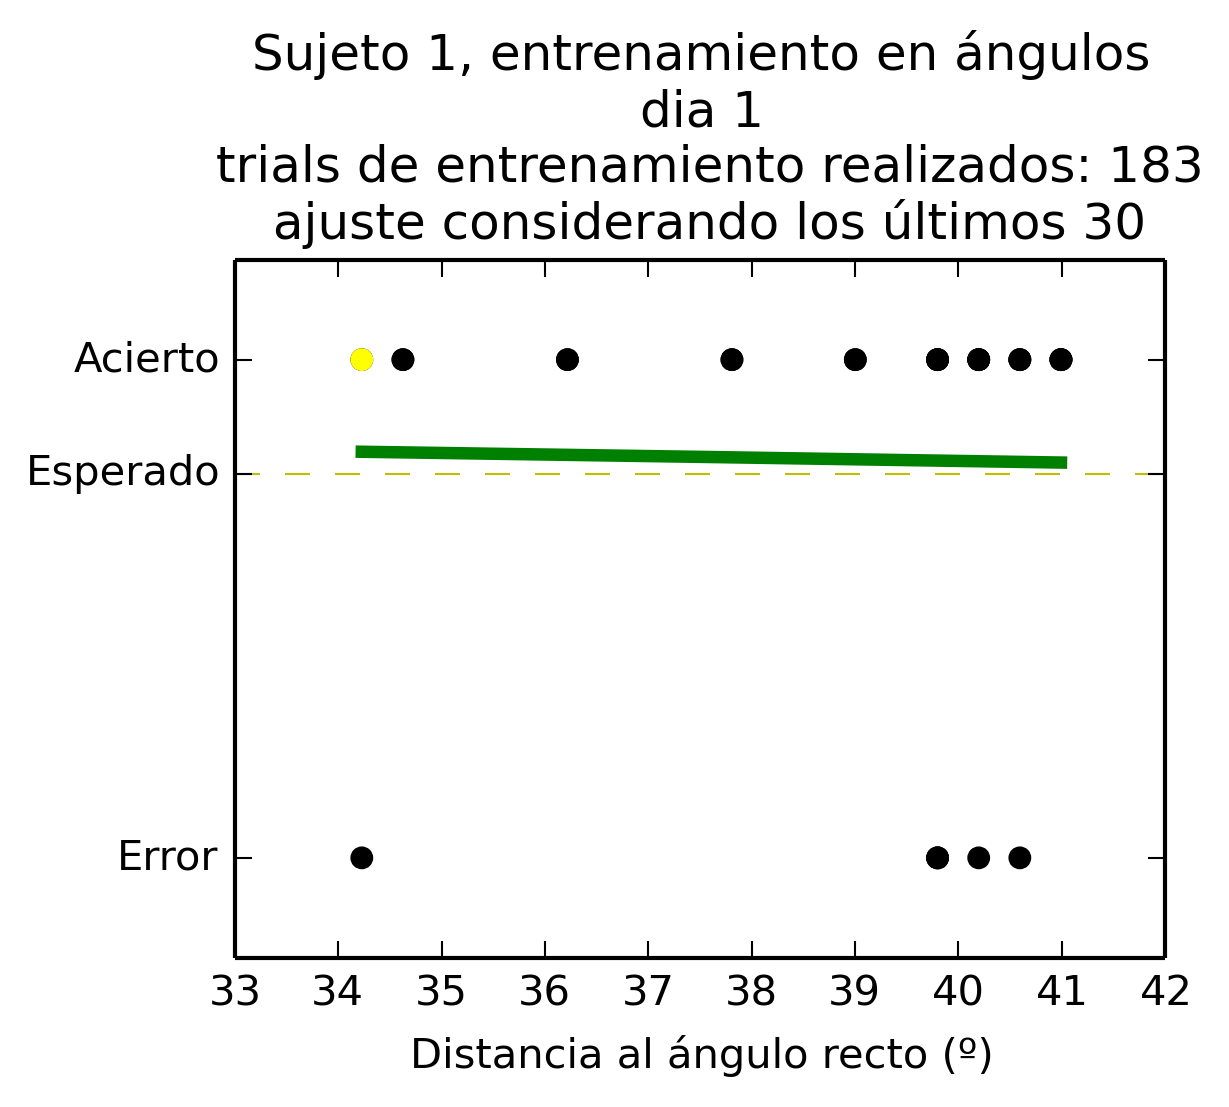 Sujeto 1, entrenamiento en ángulos
dia 1
trials de entrenamiento realizados: 183
ajuste considerando los últimos 30
Acierto
Esperado
Error
33 34 35 36 37 38 39 40 41 42
Distancia al ángulo recto (º)